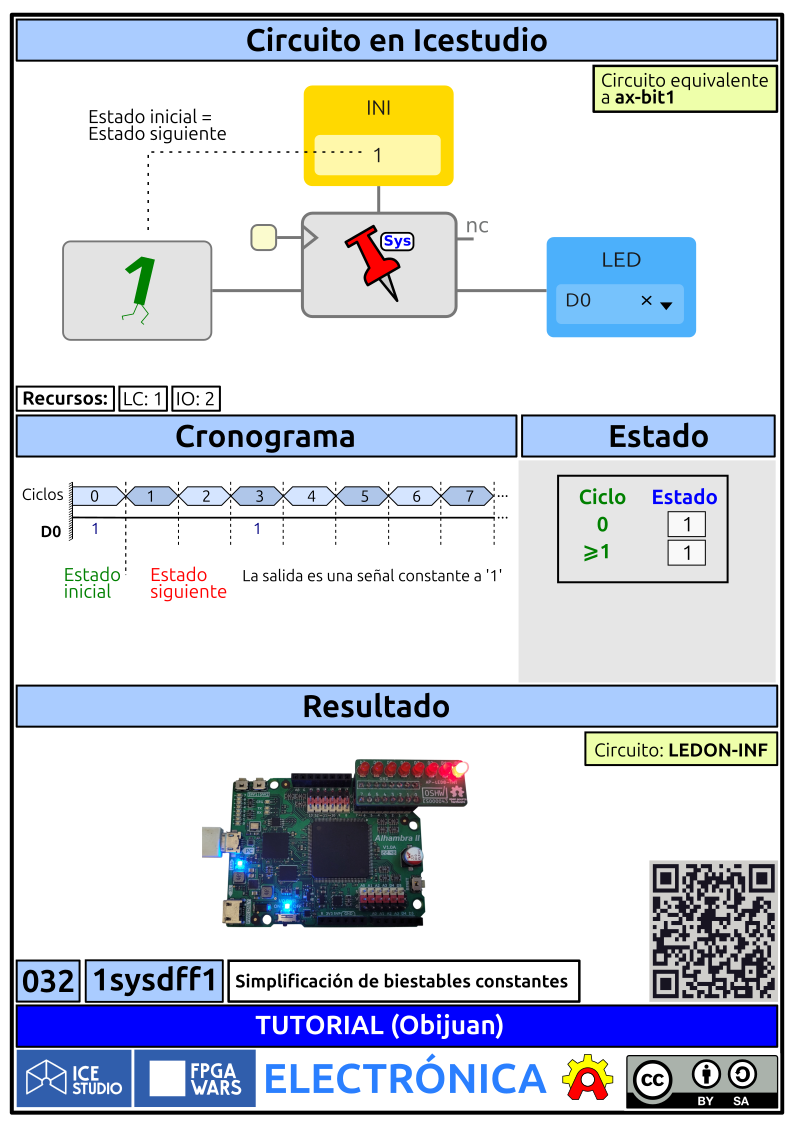 Circuito en Icestudio
Circuito equivalente
a ax-bit1
Estado inicial =
Estado siguiente
INI
1
Sys
nc
1
LED
D0
Recursos: LC: 1 IO: 2
Cronograma
Estado
Ciclos 0 1 2 3 4 5 6 7 ...
D0 1 1 ...
Estado
inicial
Estado
siguiente
La salida es una señal constante a '1'
Ciclo Estado
0 1
⩾1 1
Resultado
Circuito: LEDON-INF
OSHW
Alhambra II
032 1sysdff1 Simplificación de biestables constantes
TUTORIAL (Obijuan)
ICE
STUDIO
FPGA
WARS
ELECTRÓNICA
cc
BY SA